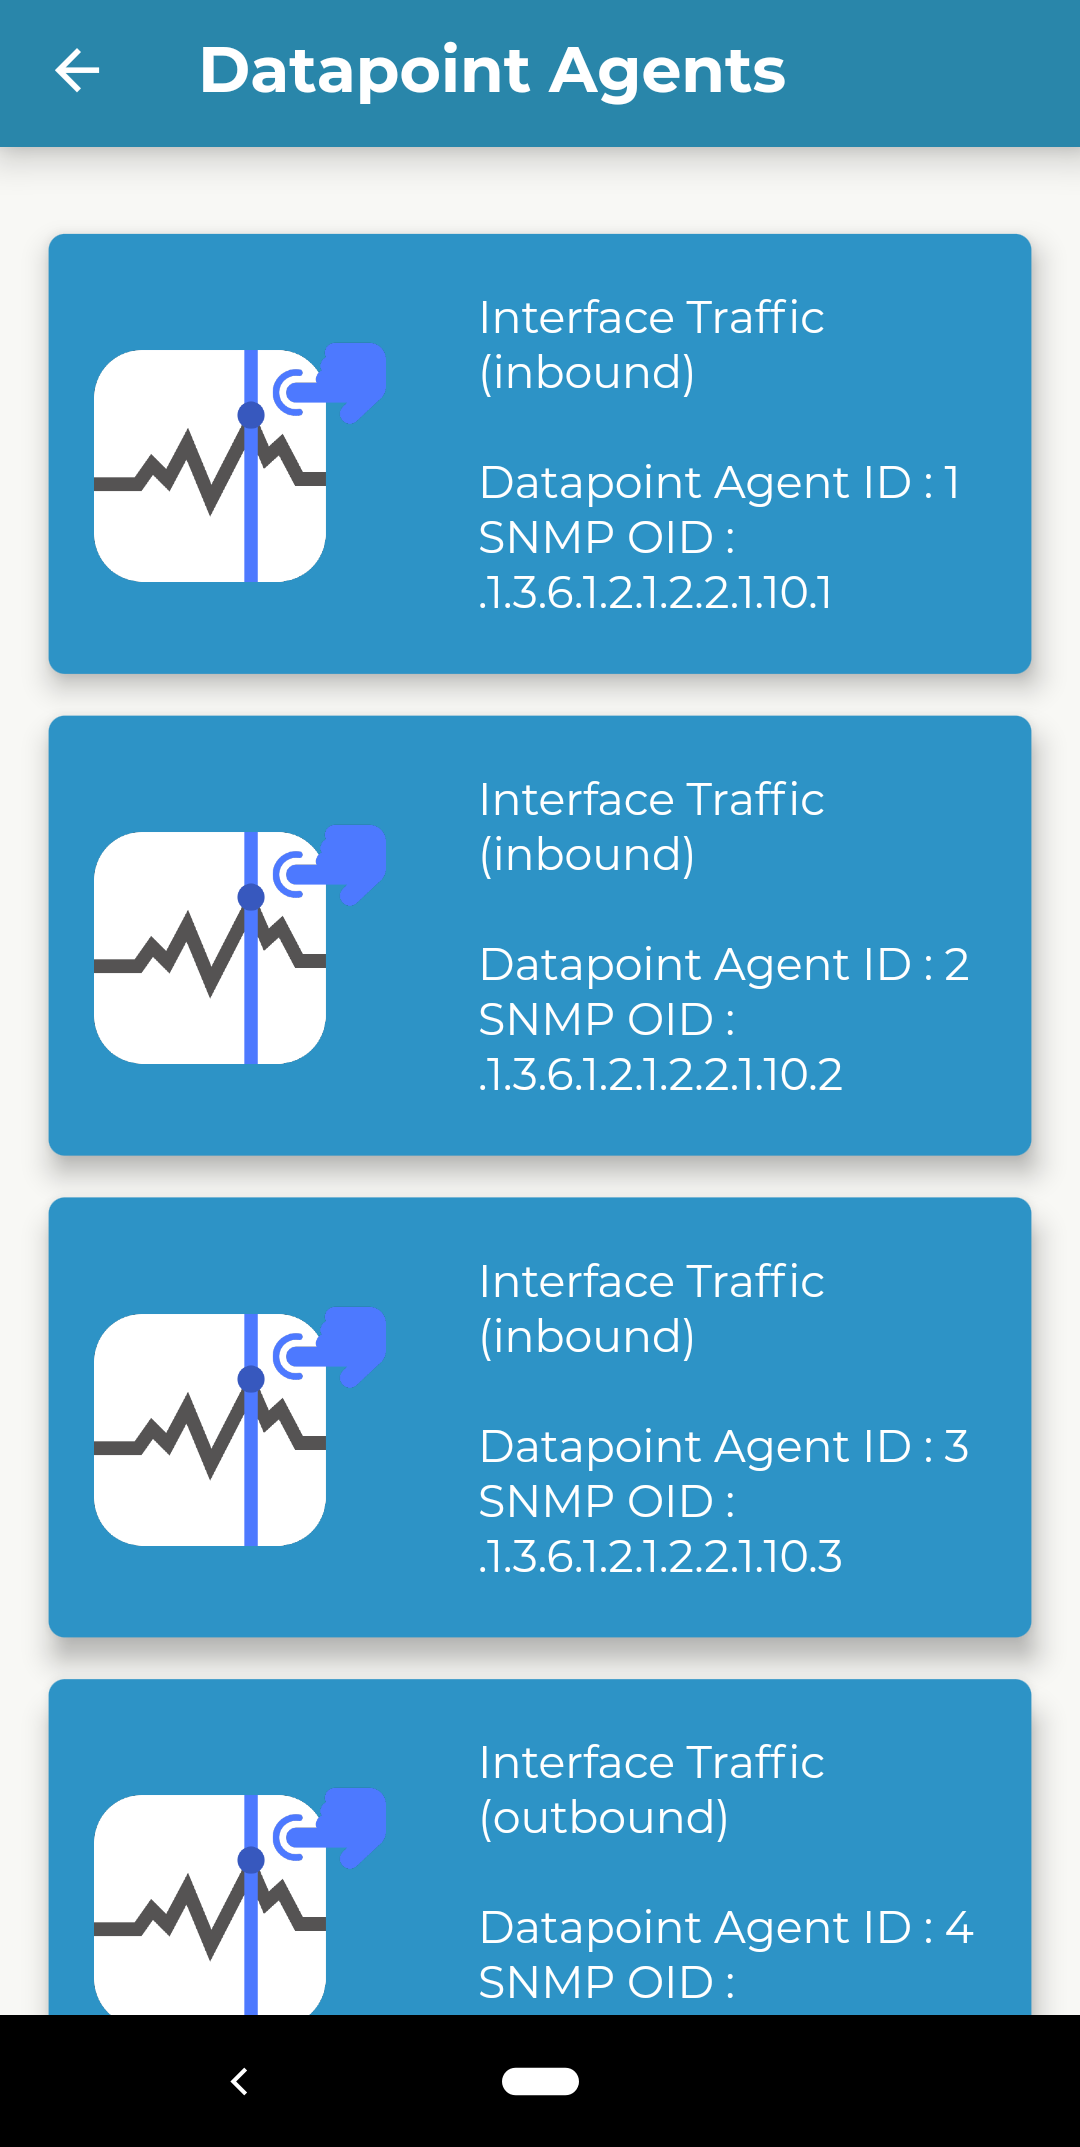 Datapoint Agents
Interface Traffic
(inbound)
Datapoint Agent ID : 1
SNMP OID :
.1.3.6.1.2.1.2.2.1.10.1
Interface Traffic
(inbound)
Datapoint Agent ID : 2
SNMP OID :
.1.3.6.1.2.1.2.2.1.10.2
Interface Traffic
(inbound)
Datapoint Agent ID : 3
SNMP OID :
.1.3.6.1.2.1.2.2.1.10.3
Interface Traffic
(outbound)
Datapoint Agent ID : 4
SNMP OID :